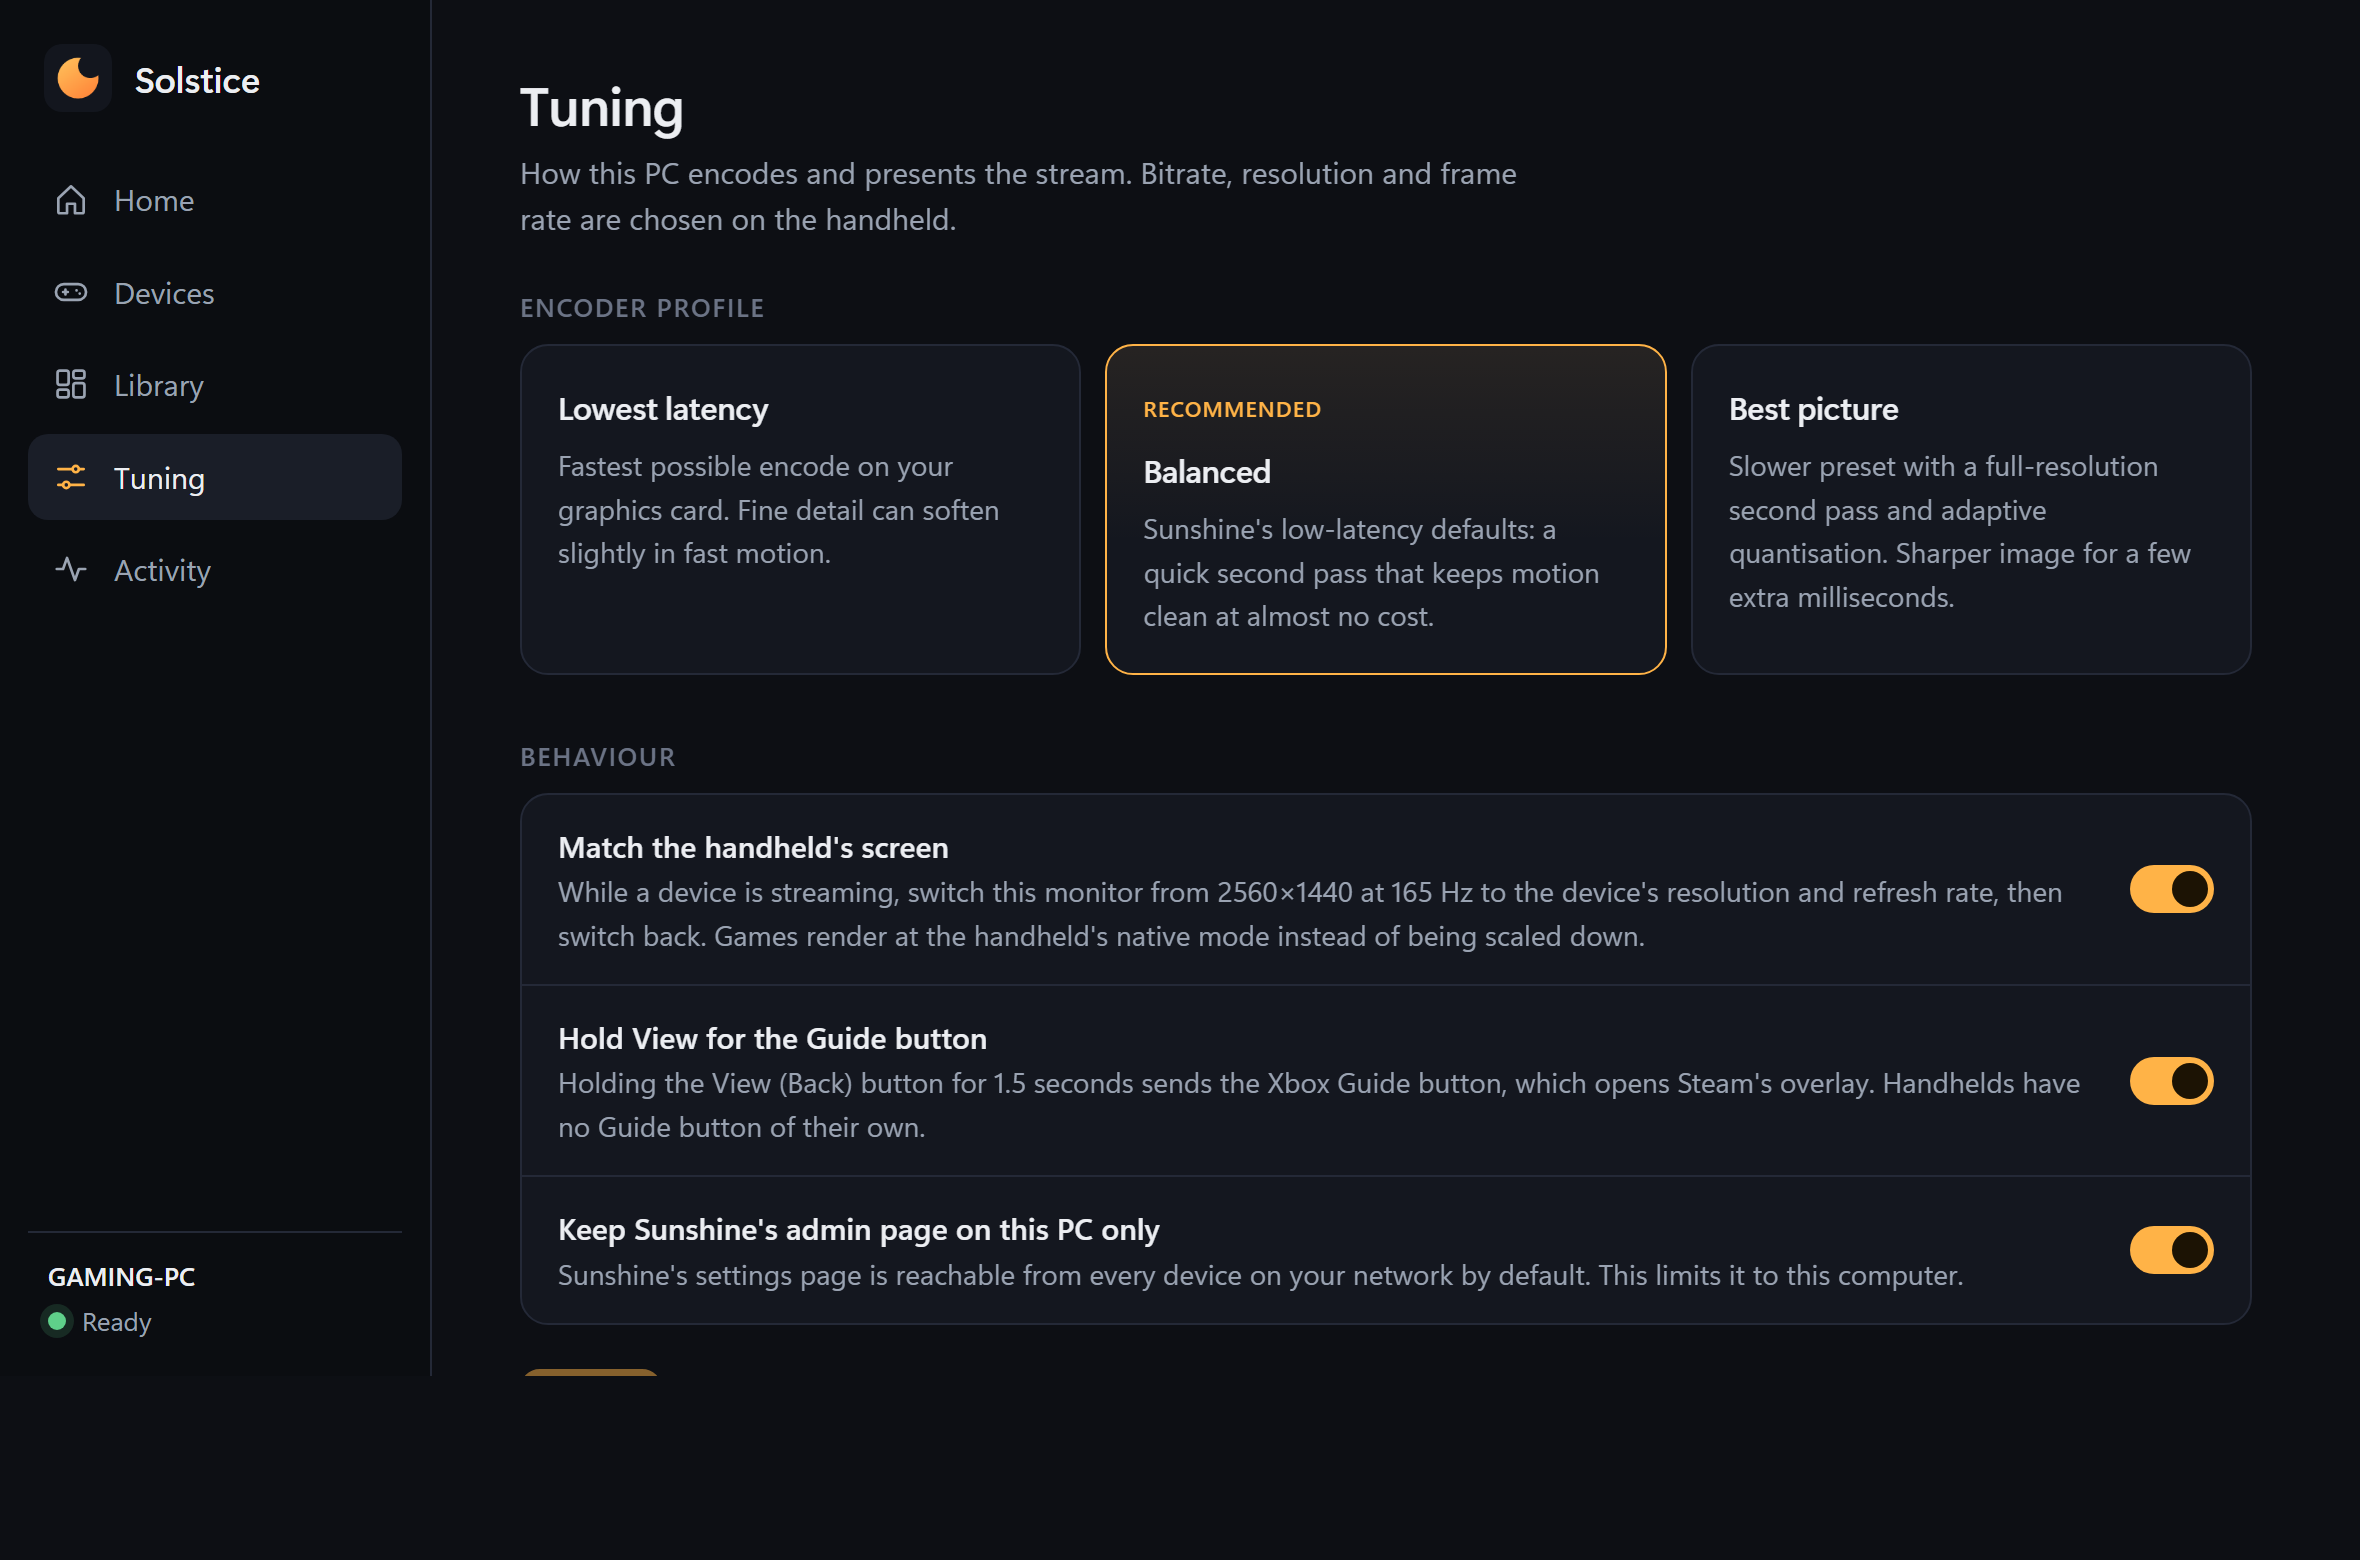 Solstice
Home
Devices
Library
Tuning
Activity
GAMING-PC
Ready
Tuning
How this PC encodes and presents the stream. Bitrate, resolution and frame
rate are chosen on the handheld.
ENCODER PROFILE
Lowest latency
Fastest possible encode on your
graphics card. Fine detail can soften
slightly in fast motion.
RECOMMENDED
Balanced
Sunshine's low-latency defaults: a
quick second pass that keeps motion
clean at almost no cost.
Best picture
Slower preset with a full-resolution
second pass and adaptive
quantisation. Sharper image for a few
extra milliseconds.
BEHAVIOUR
Match the handheld's screen
While a device is streaming, switch this monitor from 2560×1440 at 165 Hz to the device's resolution and refresh rate, then
switch back. Games render at the handheld's native mode instead of being scaled down.
Hold View for the Guide button
Holding the View (Back) button for 1.5 seconds sends the Xbox Guide button, which opens Steam's overlay. Handhelds have
no Guide button of their own.
Keep Sunshine's admin page on this PC only
Sunshine's settings page is reachable from every device on your network by default. This limits it to this computer.